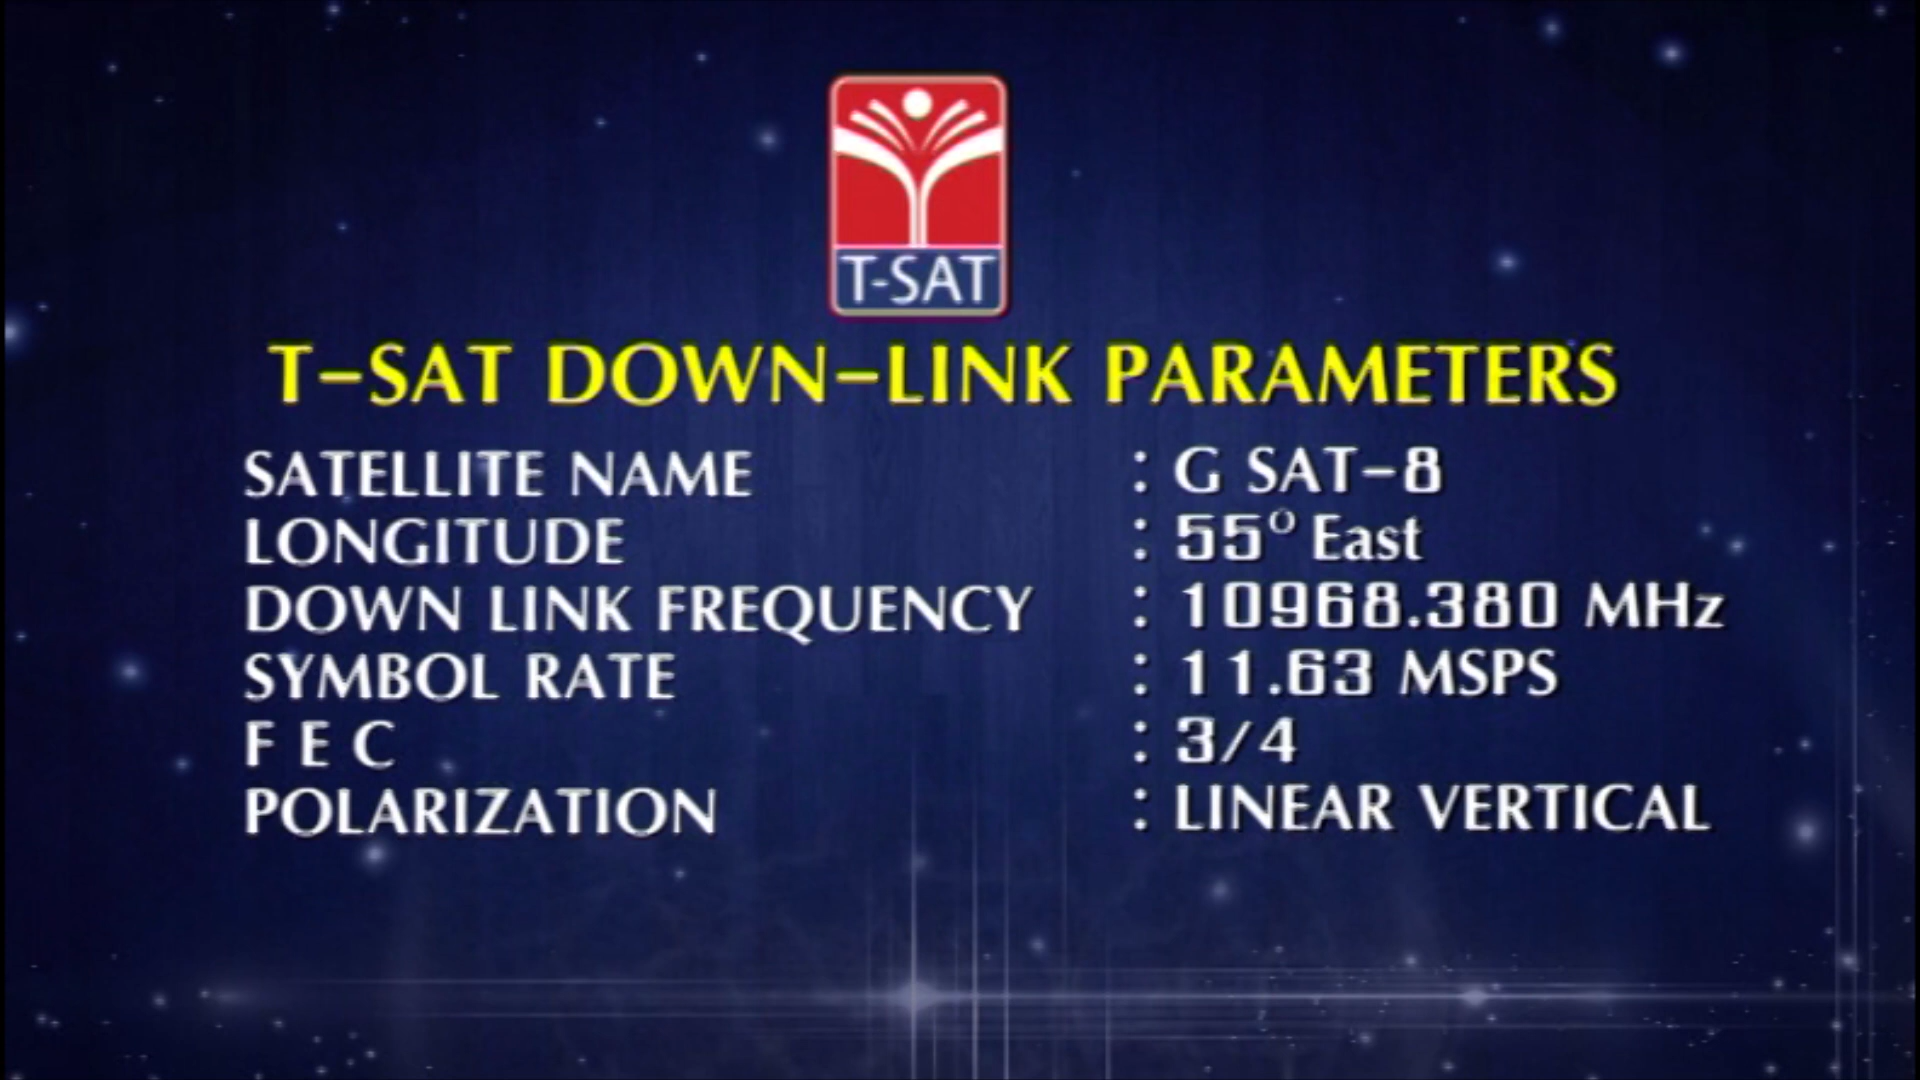 T-SAT
T-SAT DOWN-LINK PARAMETERS
SATELLITE NAME : G SAT-8
LONGITUDE : 55° East
DOWN LINK FREQUENCY : 10968.380 MHz
SYMBOL RATE : 11.63 MSPS
F E C : 3/4
POLARIZATION : LINEAR VERTICAL